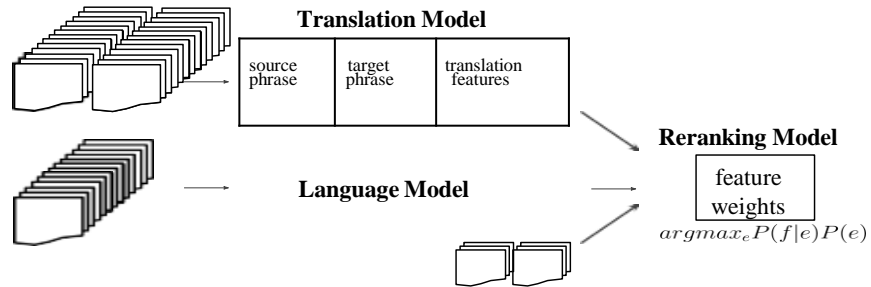 Translation Model
source phrase
target phrase
translation features
Reranking Model
Language Model
feature
weights
argmax_e P(f|e)P(e)